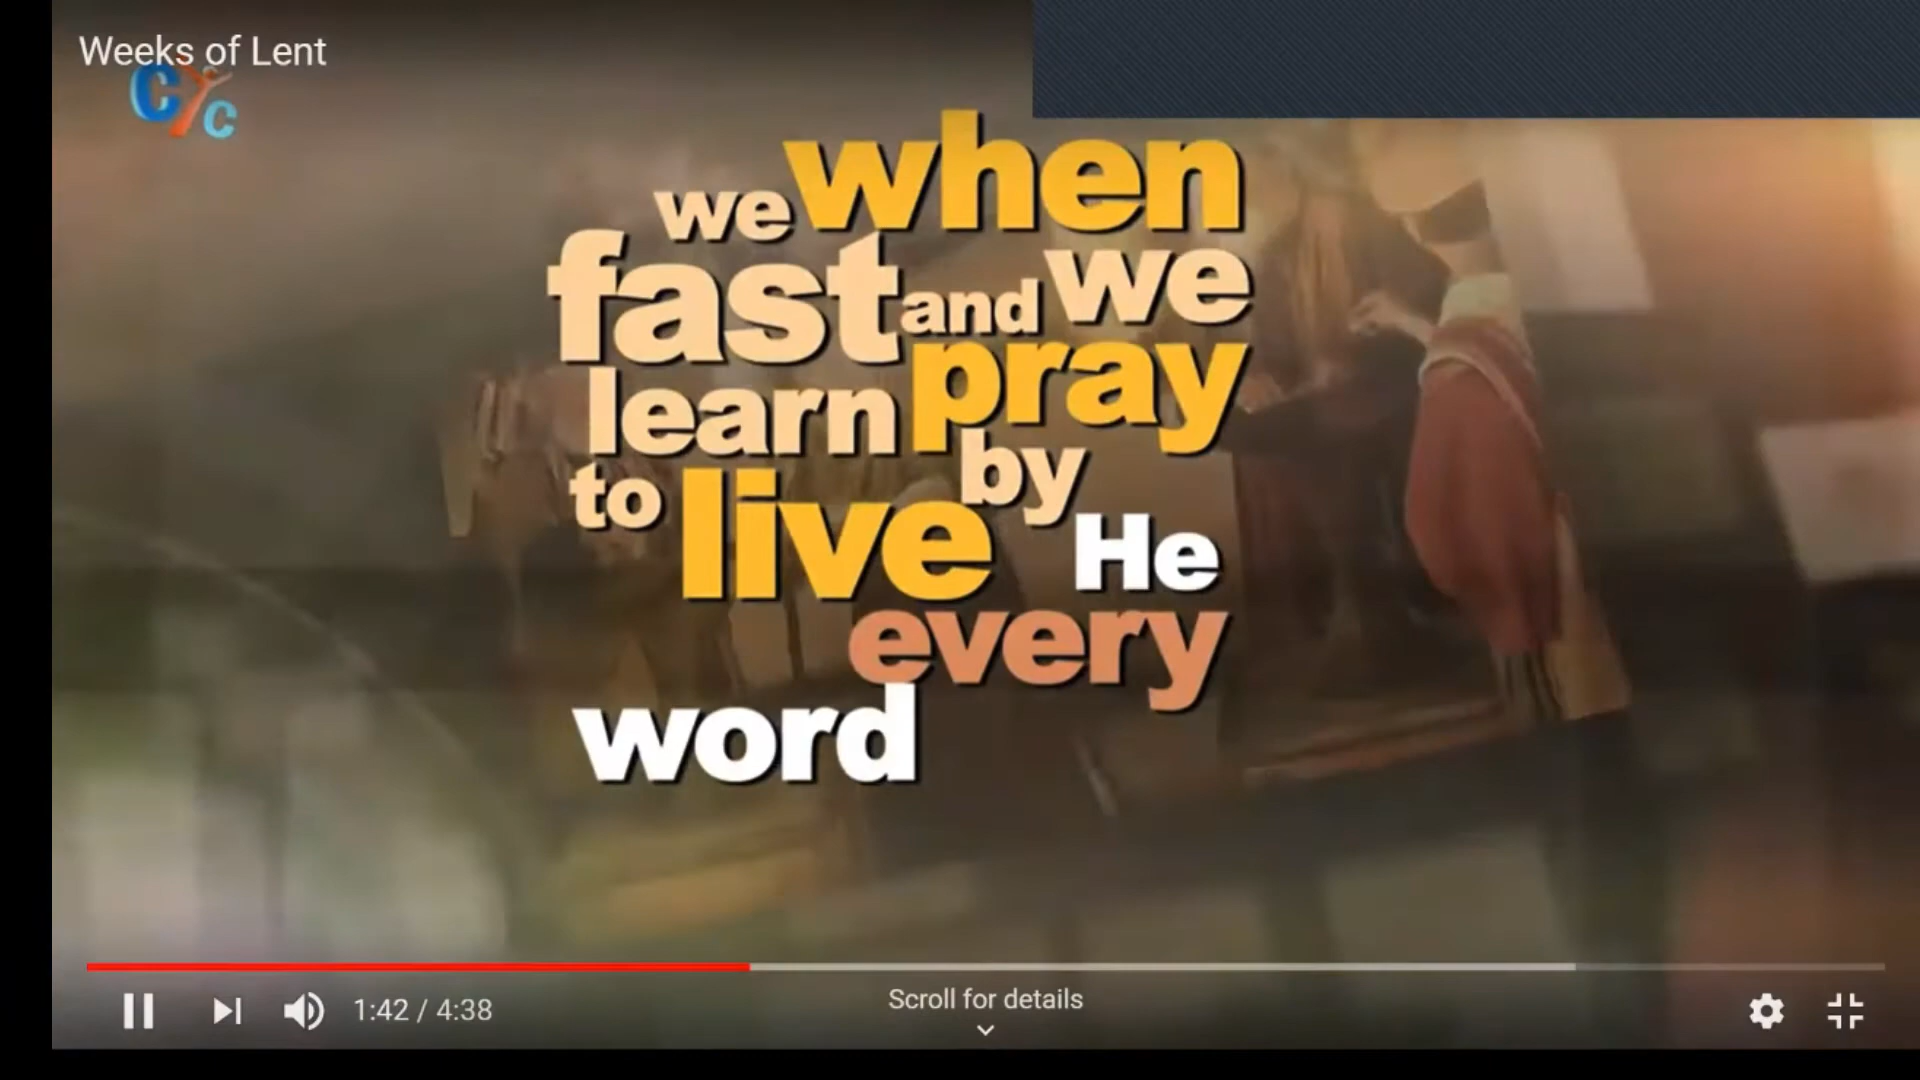 Weeks of Lent
CYC
we when
fast and we
learn pray
to live by
He
every
word
1:42 / 4:38
Scroll for details